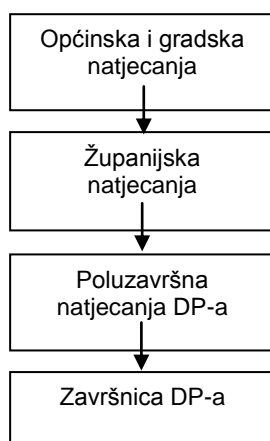 Općinska i gradska
natjecanja
Županijska
natjecanja
Poluzavršna
natjecanja DP-a
Završnica DP-a